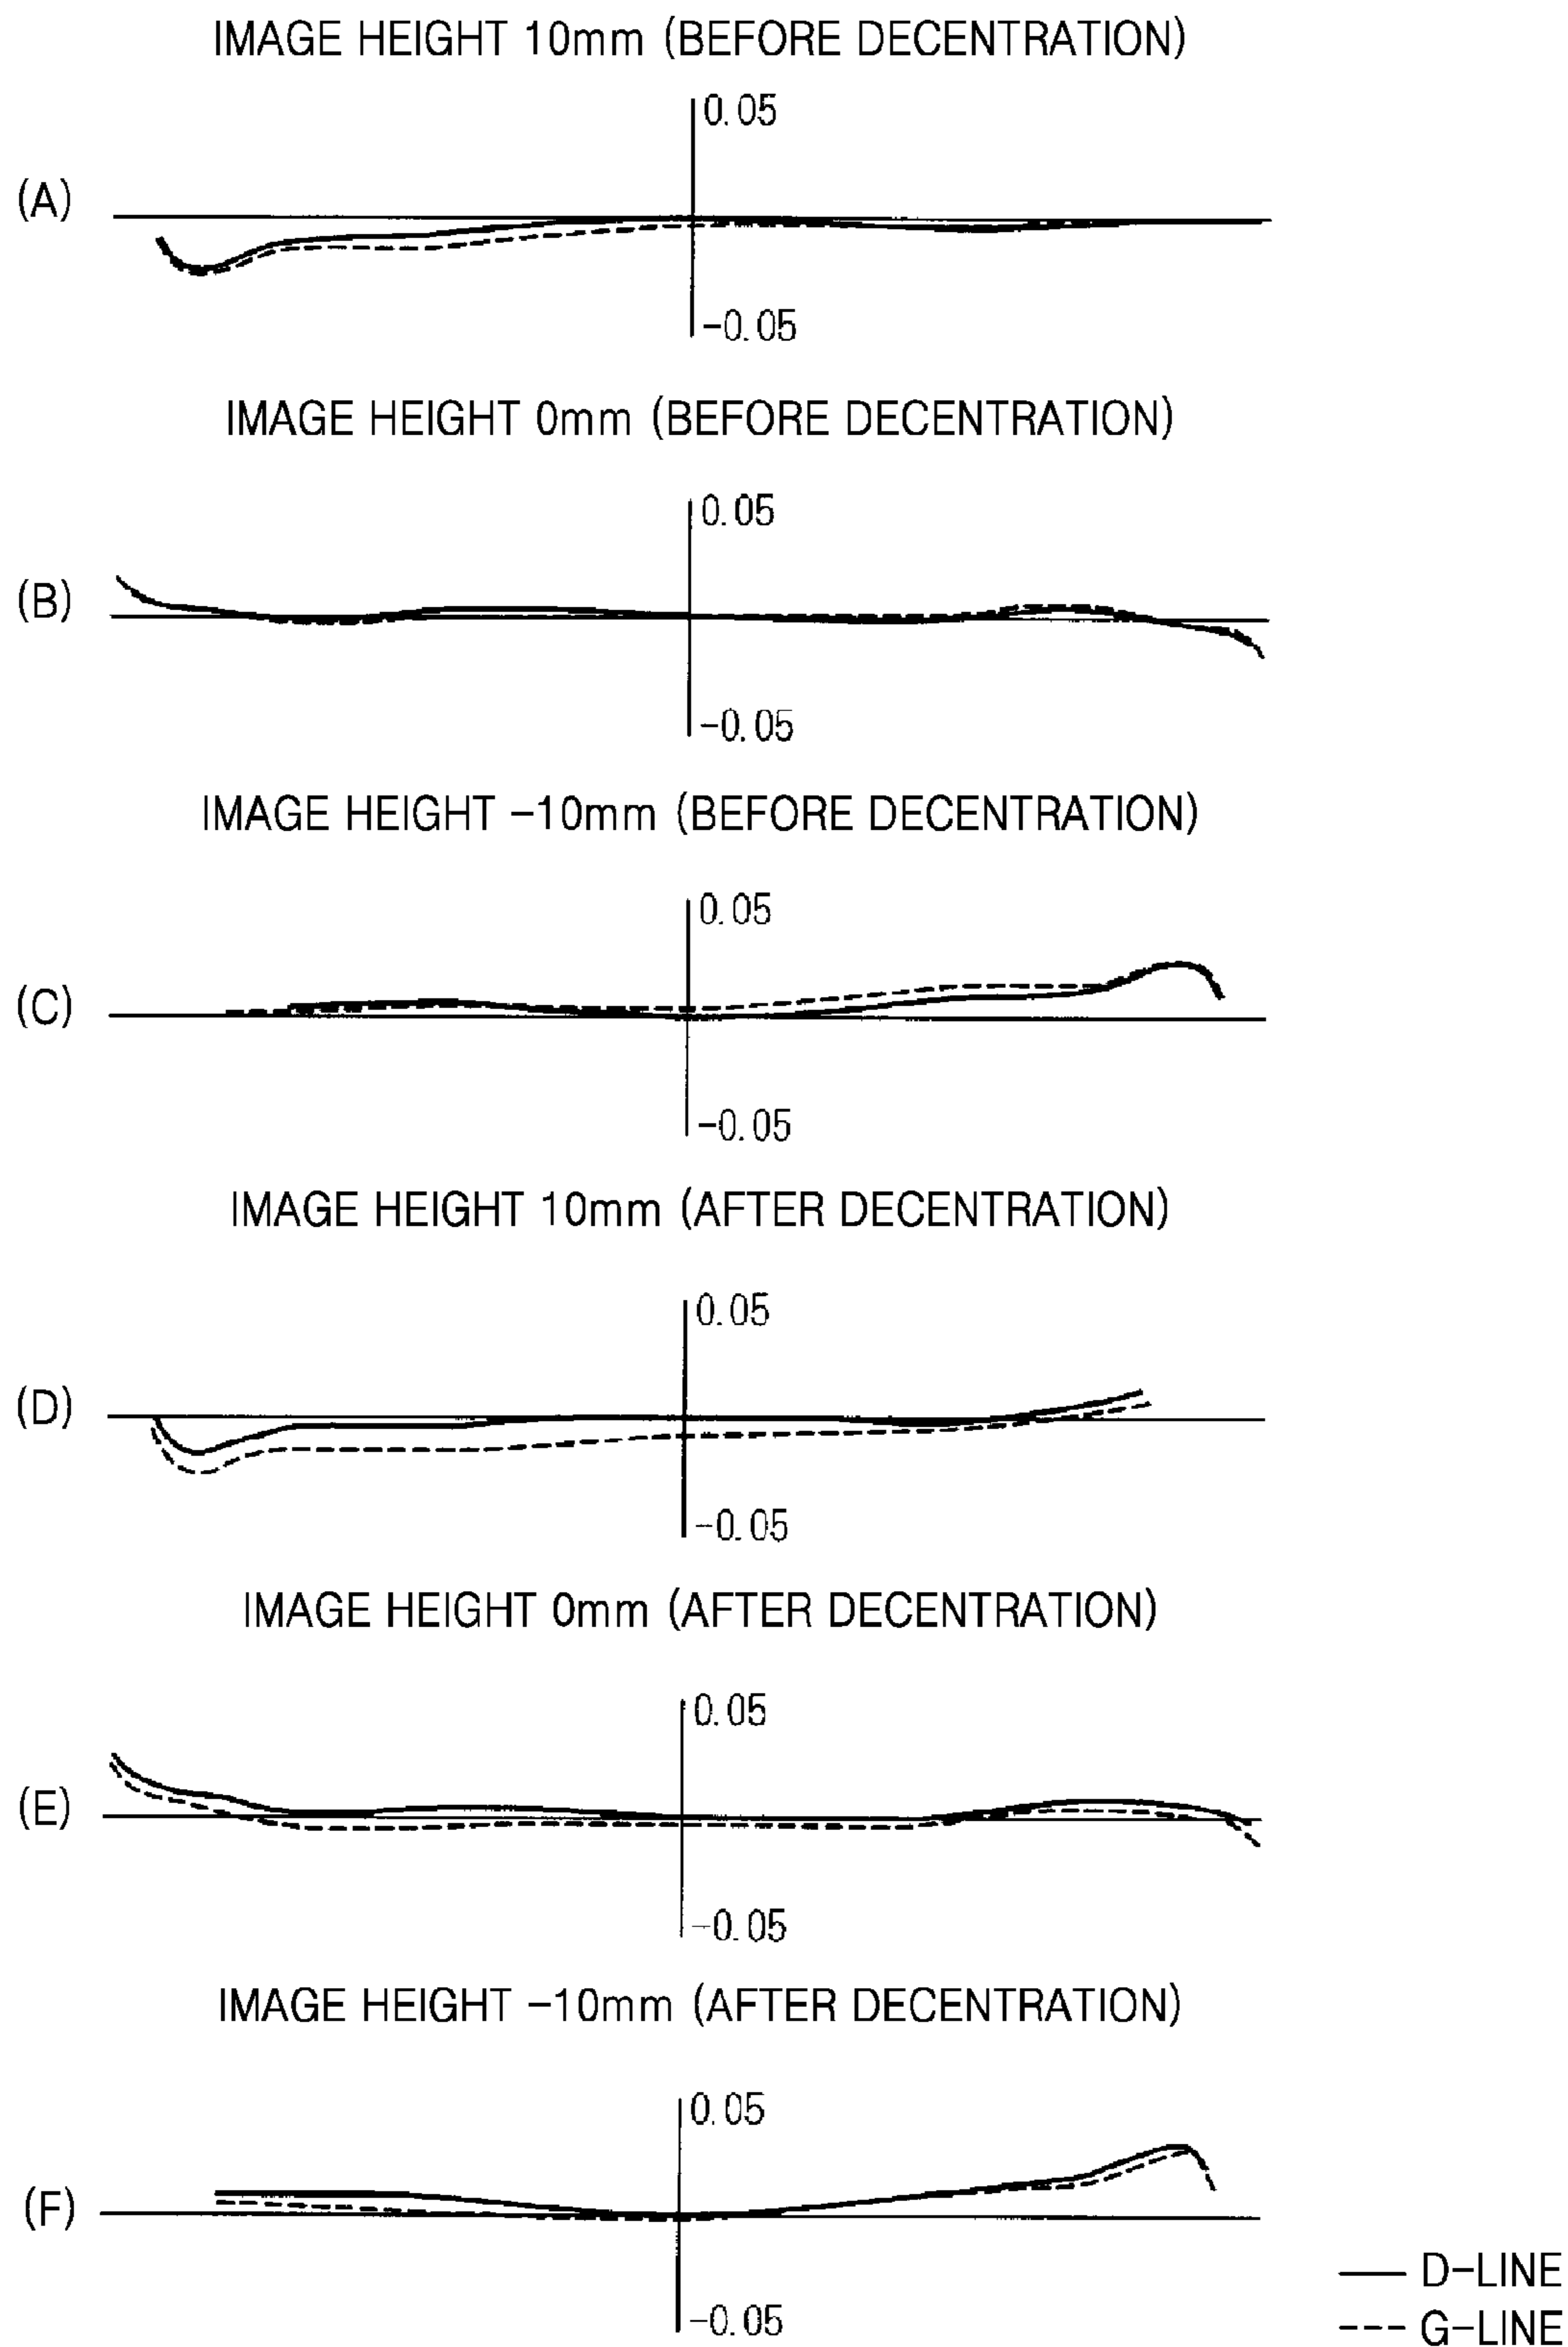 IMAGE HEIGHT 10mm (BEFORE DECENTRATION)
0.05
(A)
-0.05
IMAGE HEIGHT 0mm (BEFORE DECENTRATION)
0.05
(B)
-0.05
IMAGE HEIGHT -10mm (BEFORE DECENTRATION)
0.05
(C)
-0.05
IMAGE HEIGHT 10mm (AFTER DECENTRATION)
0.05
(D)
-0.05
IMAGE HEIGHT 0mm (AFTER DECENTRATION)
0.05
(E)
-0.05
IMAGE HEIGHT -10mm (AFTER DECENTRATION)
0.05
(F)
-0.05
D-LINE
G-LINE